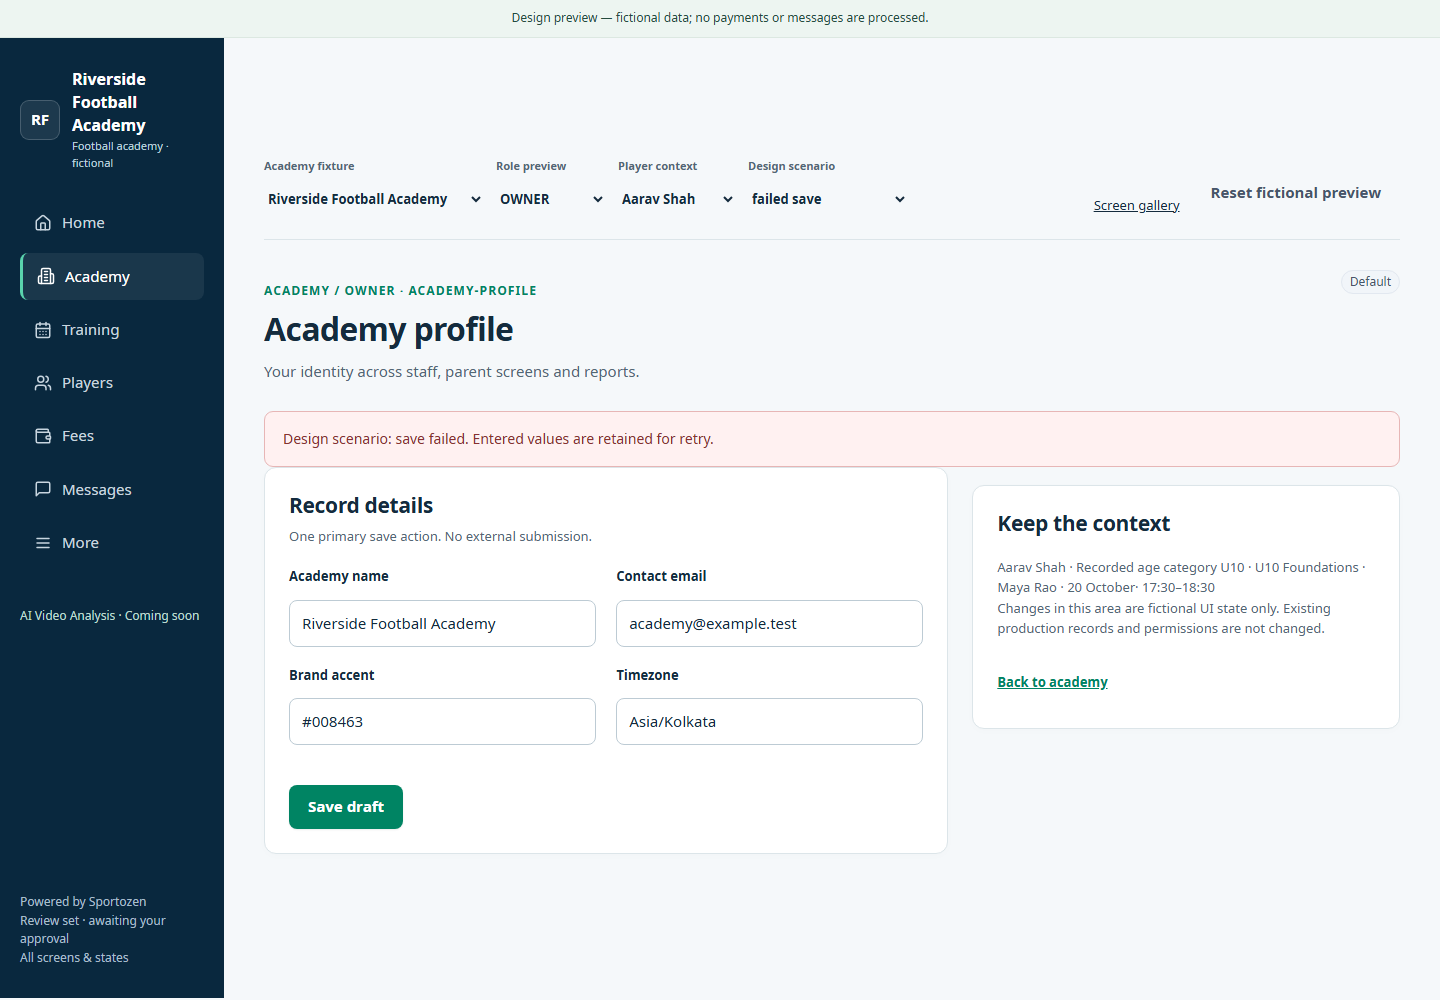 Design preview — fictional data; no payments or messages are processed.
RF
Riverside
Football
Academy
Football academy ·
fictional
Home
Academy
Training
Players
Fees
Messages
More
AI Video Analysis · Coming soon
Powered by Sportozen
Review set · awaiting your
approval
All screens & states
Academy fixture
Riverside Football Academy
Role preview
OWNER
Player context
Aarav Shah
Design scenario
failed save
Screen gallery
Reset fictional preview
ACADEMY / OWNER · ACADEMY-PROFILE
Default
Academy profile
Your identity across staff, parent screens and reports.
Design scenario: save failed. Entered values are retained for retry.
Record details
One primary save action. No external submission.
Academy name
Riverside Football Academy
Contact email
academy@example.test
Brand accent
#008463
Timezone
Asia/Kolkata
Save draft
Keep the context
Aarav Shah · Recorded age category U10 · U10 Foundations ·
Maya Rao · 20 October· 17:30–18:30
Changes in this area are fictional UI state only. Existing
production records and permissions are not changed.
Back to academy